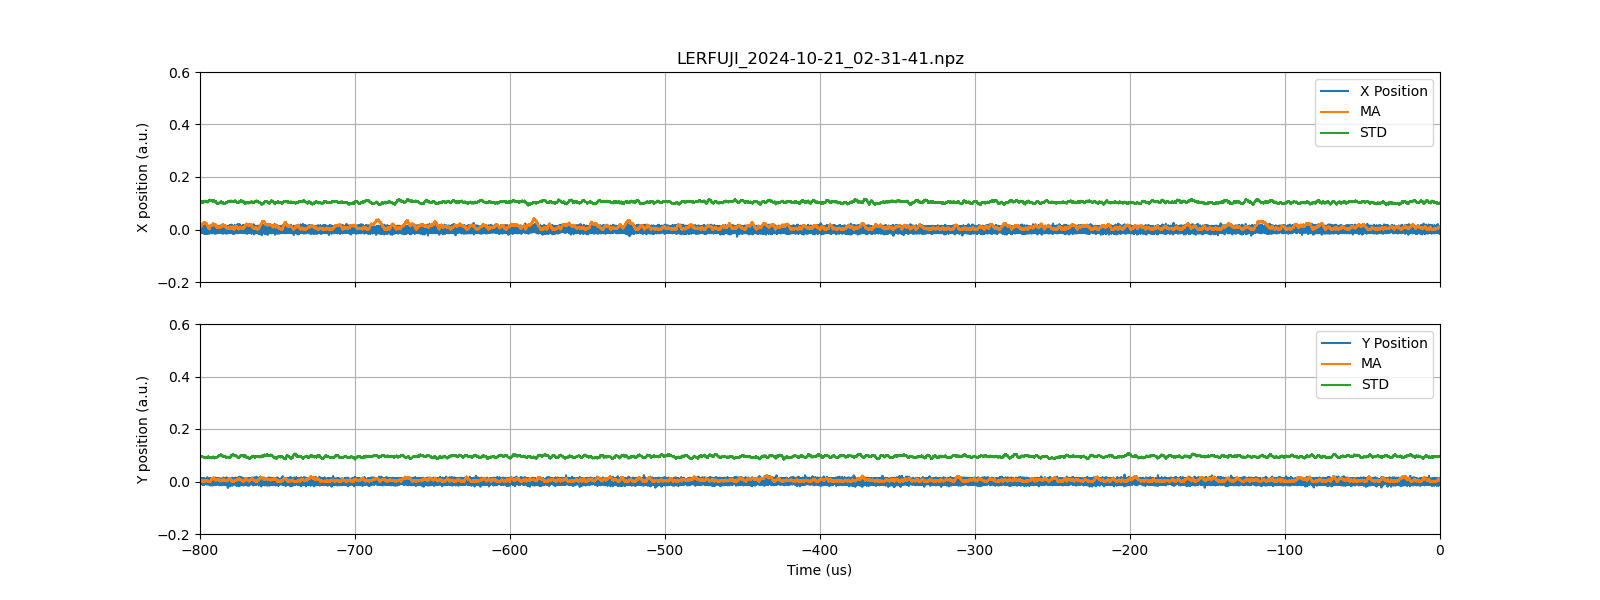 LERFUJI_2024-10-21_02-31-41.npz
X position (a.u.)
0.6
0.4
0.2
0.0
−0.2
X Position
MA
STD
Y position (a.u.)
0.6
0.4
0.2
0.0
−0.2
Y Position
MA
STD
−800 −700 −600 −500 −400 −300 −200 −100 0
Time (us)